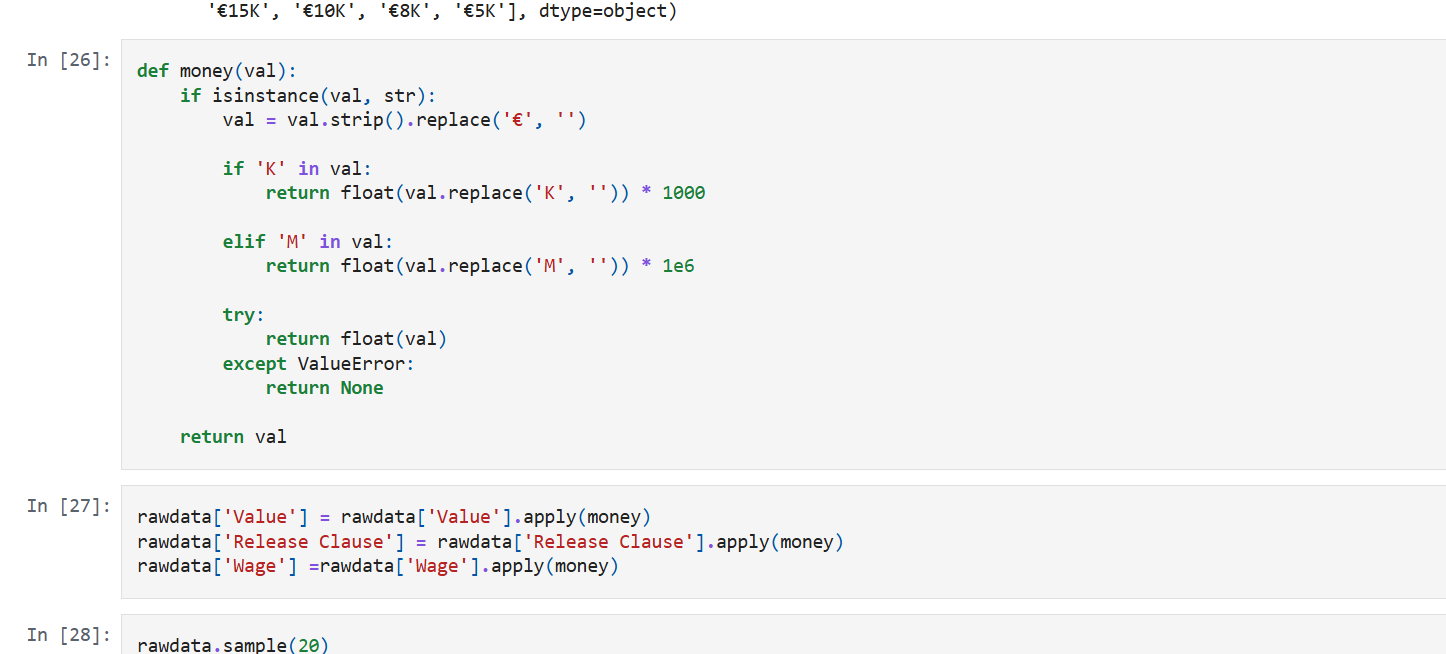 '€15K', '€10K', '€8K', '€5K'], dtype=object)
In [26]:
def money(val):
    if isinstance(val, str):
        val = val.strip().replace('€', '')

        if 'K' in val:
            return float(val.replace('K', '')) * 1000

        elif 'M' in val:
            return float(val.replace('M', '')) * 1e6

        try:
            return float(val)
        except ValueError:
            return None

    return val
In [27]:
rawdata['Value'] = rawdata['Value'].apply(money)
rawdata['Release Clause'] = rawdata['Release Clause'].apply(money)
rawdata['Wage'] =rawdata['Wage'].apply(money)
In [28]:
rawdata.sample(20)